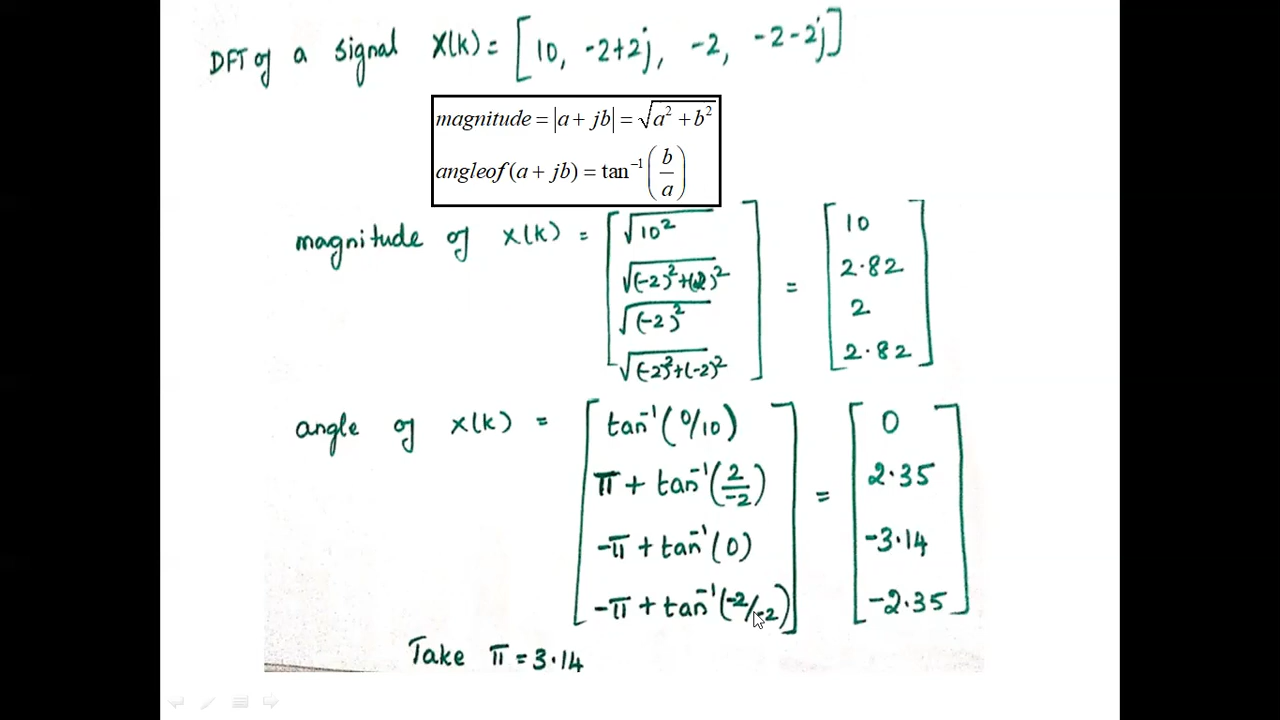 DFT of a signal X(k) = [10, -2+2j, -2, -2-2j]
magnitude = |a + jb| = √(a² + b²)
angleof (a + jb) = tan⁻¹(b/a)
magnitude of X(k) = [√10² √(-2)²+(2)² √(-2)² √(-2)²+(-2)²] = [10 2.82 2 2.82]
angle of X(k) = [tan⁻¹(0/10) π + tan⁻¹(2/-2) -π + tan⁻¹(0) -π + tan⁻¹(-2/-2)] = [0 2.35 -3.14 -2.35]
Take π = 3.14